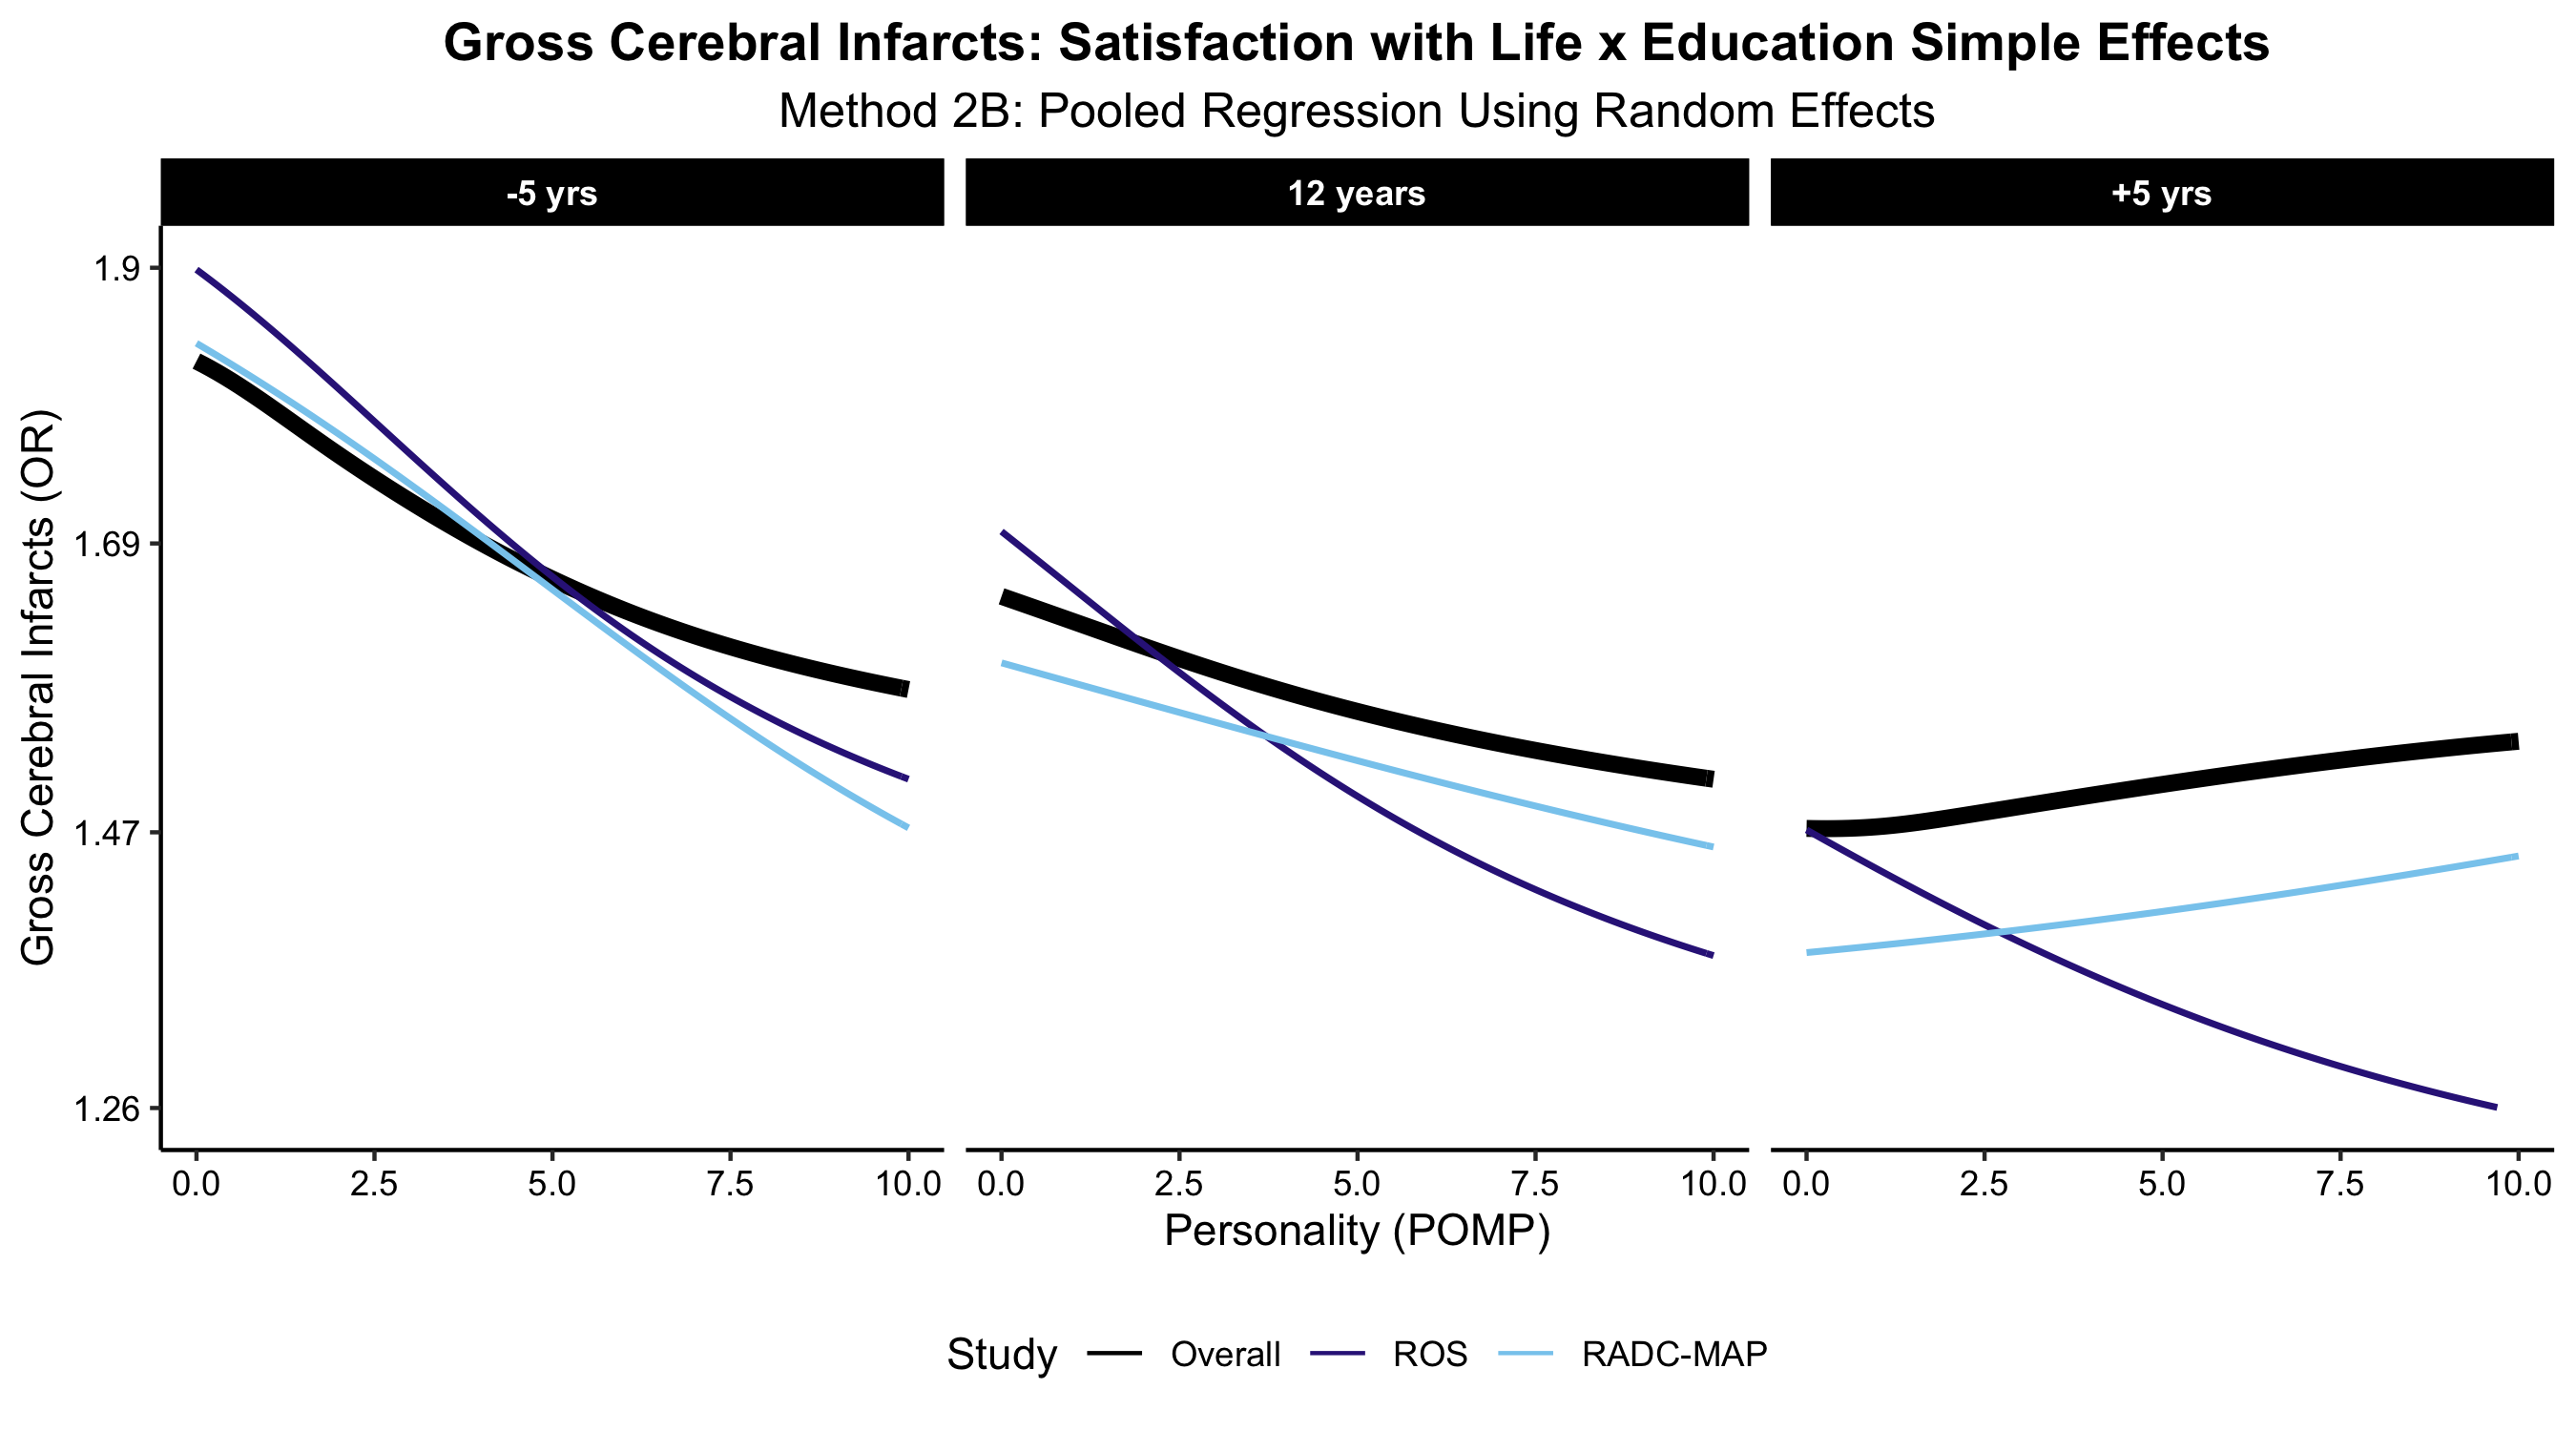 Gross Cerebral Infarcts: Satisfaction with Life x Education Simple Effects
Method 2B: Pooled Regression Using Random Effects
-5 yrs 12 years +5 yrs
Gross Cerebral Infarcts (OR)
1.9
1.69
1.47
1.26
0.0 2.5 5.0 7.5 10.0 0.0 2.5 5.0 7.5 10.0 0.0 2.5 5.0 7.5 10.0
Personality (POMP)
Study Overall ROS RADC-MAP